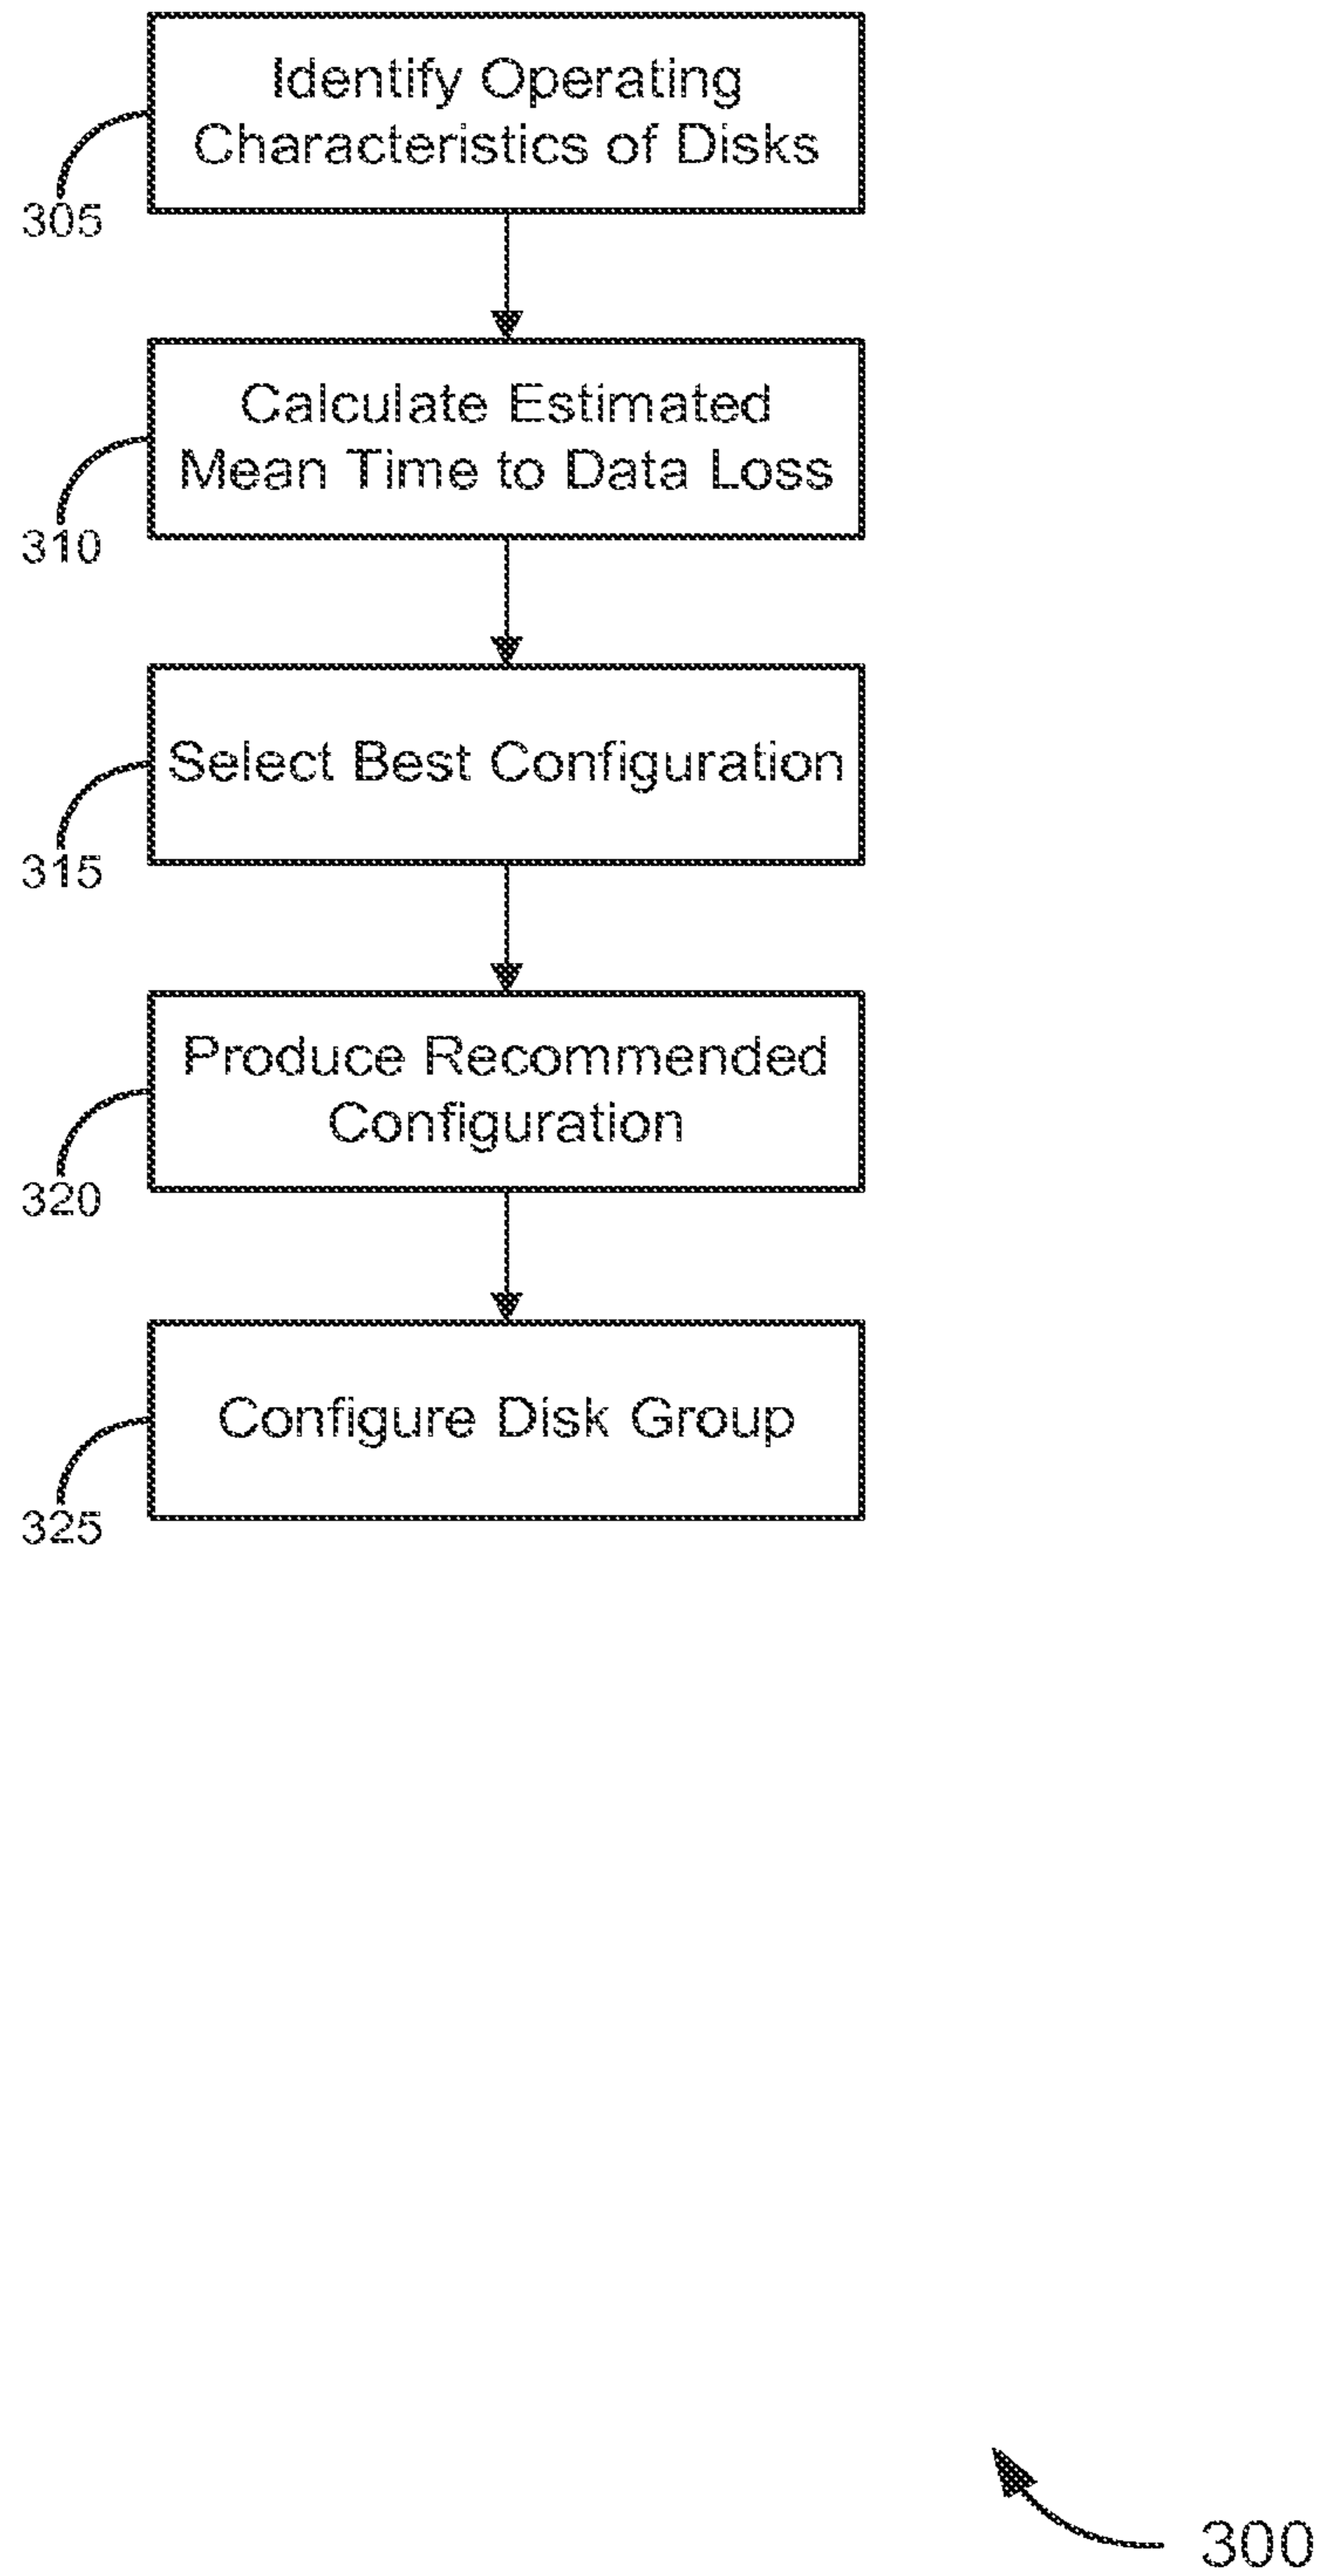 Identify Operating
Characteristics of Disks
305
Calculate Estimated
Mean Time to Data Loss
310
Select Best Configuration
315
Produce Recommended
Configuration
320
Configure Disk Group
325
300